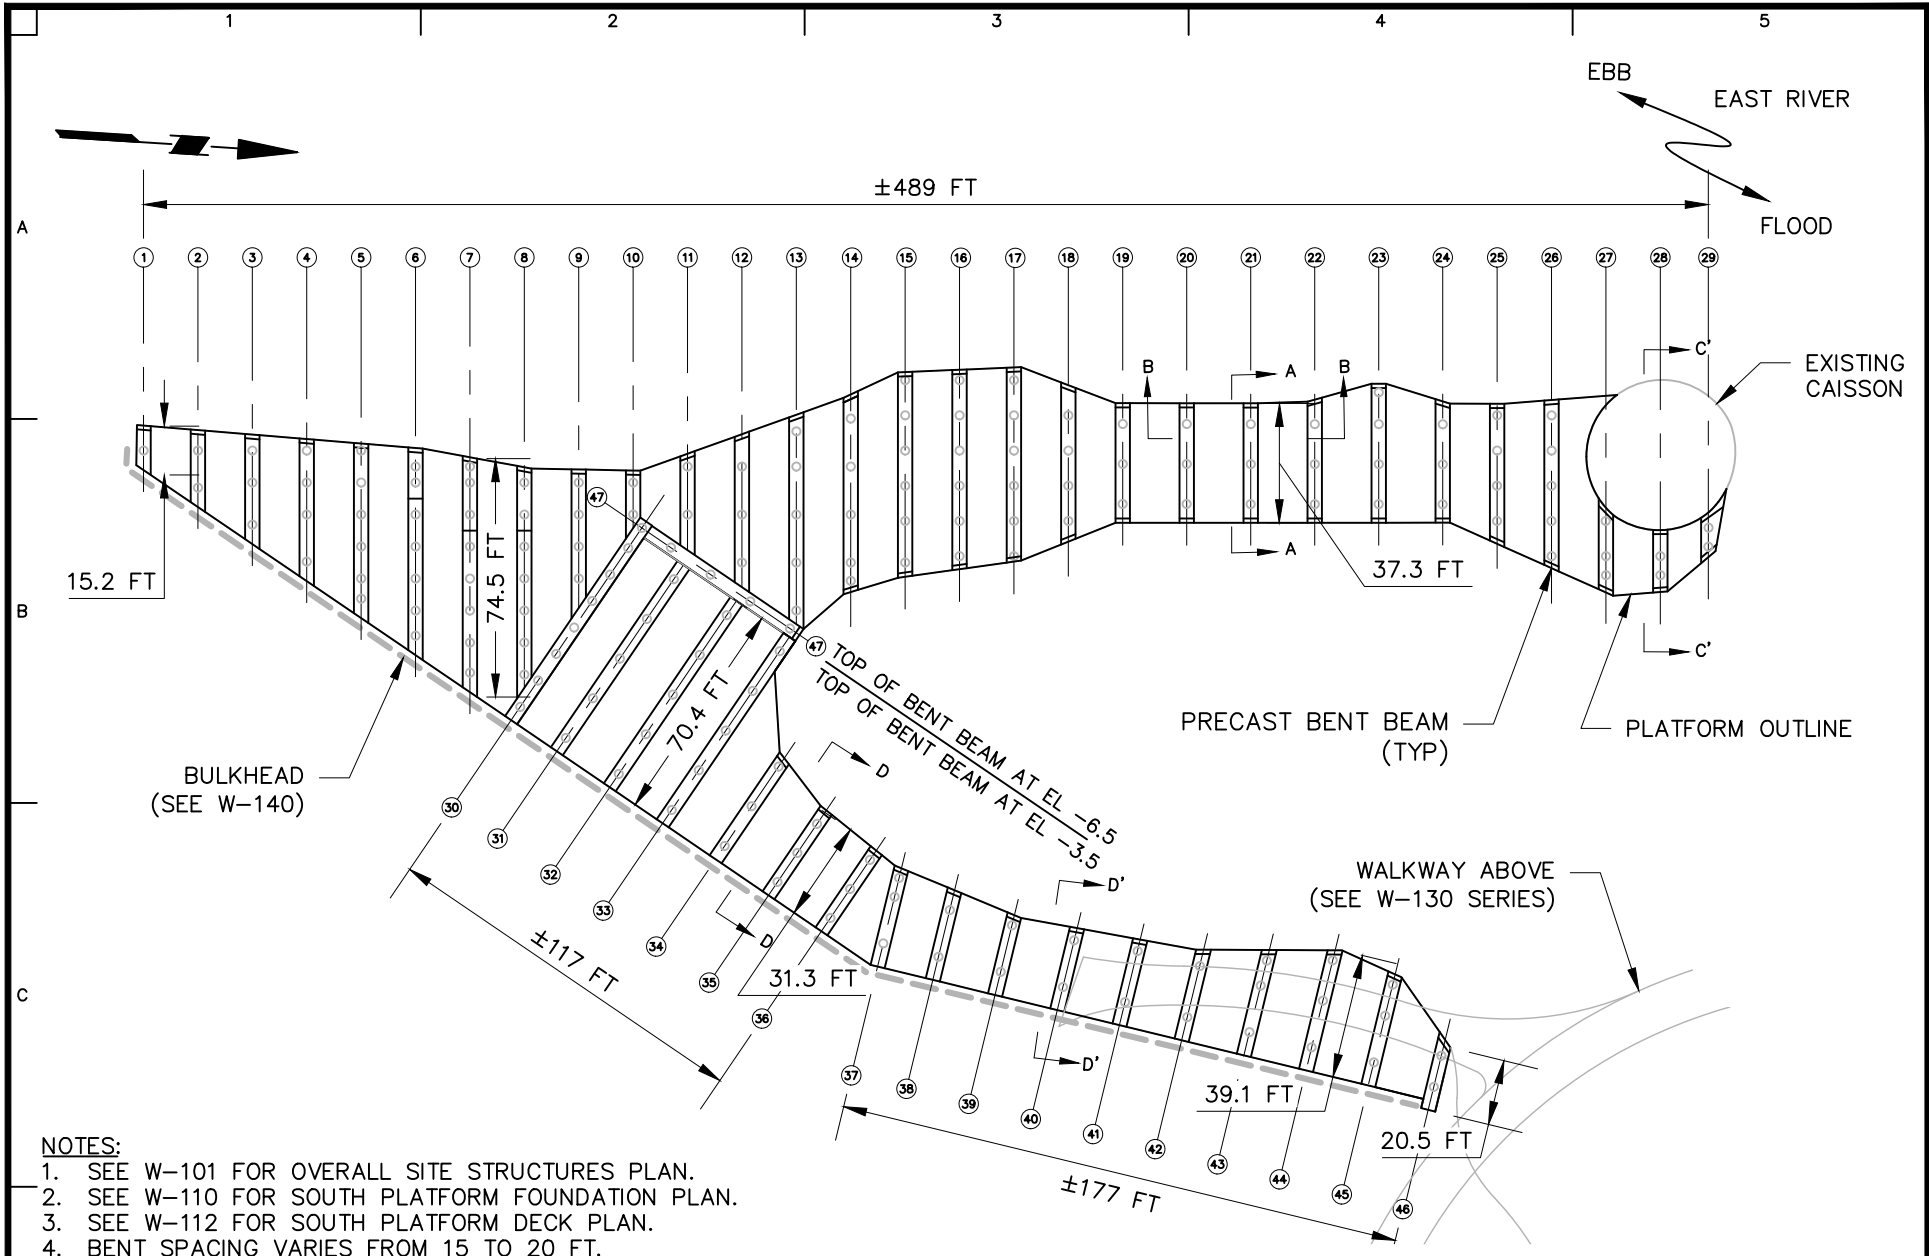 1 2 3 4 5
EBB
EAST RIVER
FLOOD
±489 FT
A
1 2 3 4 5 6 7 8 9 10 11 12 13 14 15 16 17 18 19 20 21 22 23 24 25 26 27 28 29
C'
B A B
EXISTING
CAISSON
47
A
15.2 FT
74.5 FT
37.3 FT
B
47
C'
TOP OF BENT BEAM AT EL -6.5
TOP OF BENT BEAM AT EL -3.5
70.4 FT
PRECAST BENT BEAM
(TYP)
PLATFORM OUTLINE
BULKHEAD
(SEE W-140)
D
30
31
32
33
34
35
36
D
D'
WALKWAY ABOVE
(SEE W-130 SERIES)
±117 FT
31.3 FT
C
D'
37
38
39
40
41
42
43
44
45
46
39.1 FT
20.5 FT
±177 FT
NOTES:
1. SEE W-101 FOR OVERALL SITE STRUCTURES PLAN.
2. SEE W-110 FOR SOUTH PLATFORM FOUNDATION PLAN.
3. SEE W-112 FOR SOUTH PLATFORM DECK PLAN.
4. BENT SPACING VARIES FROM 15 TO 20 FT.